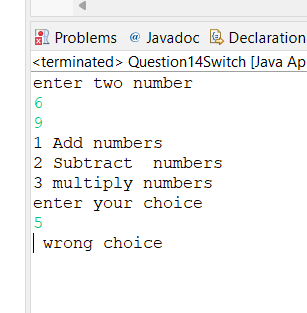 Problems @ Javadoc Declaration
<terminated> Question14Switch [Java Ap
enter two number
6
9
1 Add numbers
2 Subtract  numbers
3 multiply numbers
enter your choice
5
 wrong choice